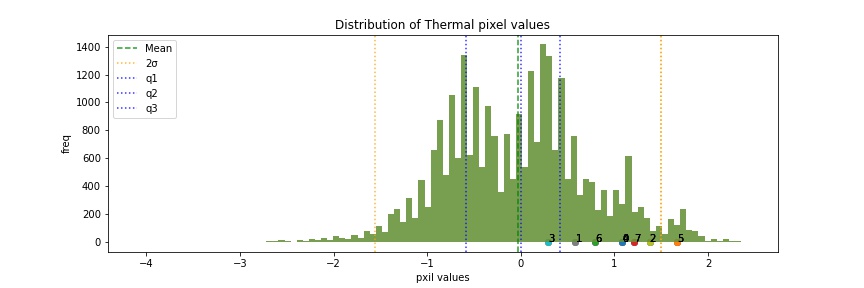 Distribution of Thermal pixel values
Mean
2σ
q1
q2
q3
freq
1400
1200
1000
800
600
400
200
0
3 1 6 7 2 5
−4 −3 −2 −1 0 1 2
pxil values